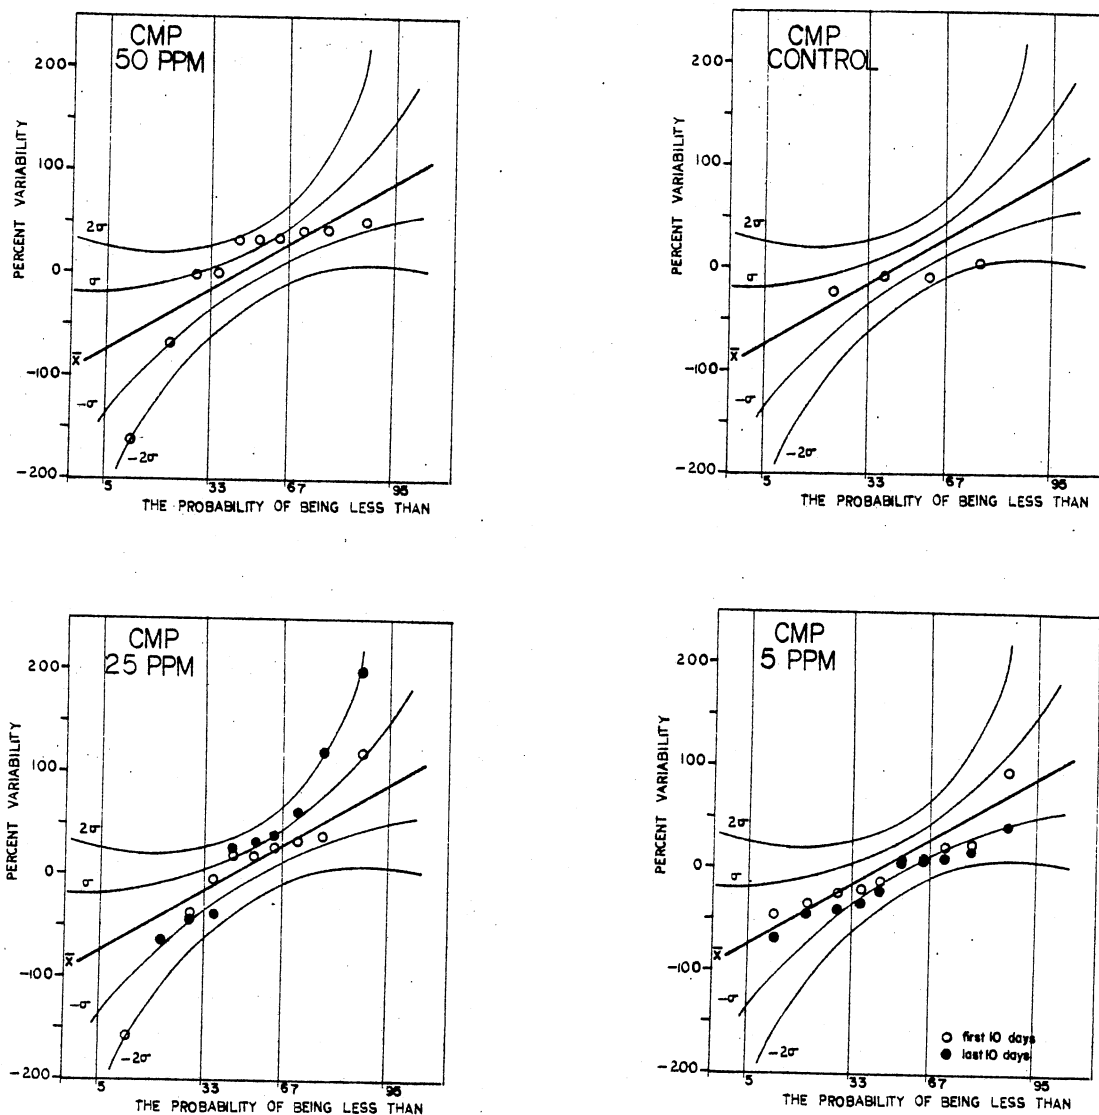 CMP
50 PPM
200
100
0
-100
-200
PERCENT VARIABILITY
2σ
σ
x̄
-σ
-2σ
5
33
67
95
THE PROBABILITY OF BEING LESS THAN
CMP
CONTROL
200
100
0
-100
-200
PERCENT VARIABILITY
2σ
σ
x̄
-σ
-2σ
5
33
67
95
THE PROBABILITY OF BEING LESS THAN
CMP
25 PPM
200
100
0
-100
-200
PERCENT VARIABILITY
2σ
σ
x̄
-σ
-2σ
5
33
67
95
THE PROBABILITY OF BEING LESS THAN
CMP
5 PPM
200
100
0
-100
-200
PERCENT VARIABILITY
2σ
σ
x̄
-σ
-2σ
first 10 days
last 10 days
5
33
67
95
THE PROBABILITY OF BEING LESS THAN